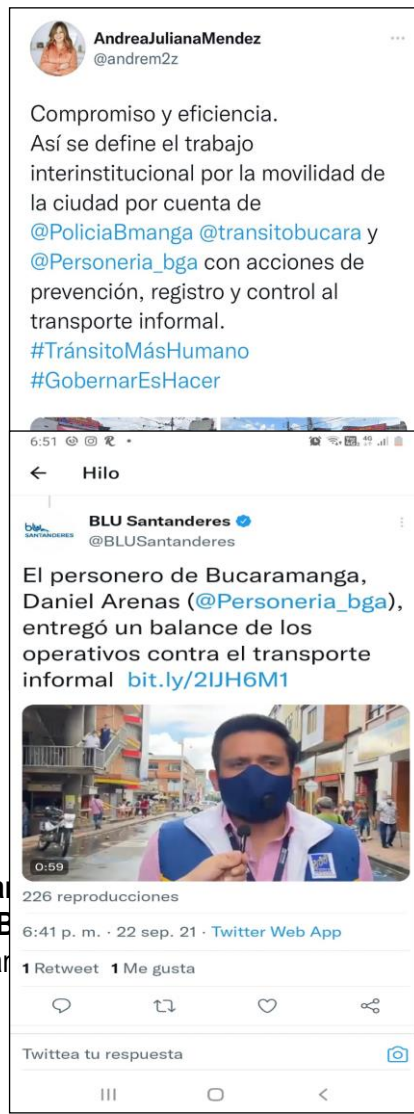 AndreaJulianaMendez
@andrem2z
Compromiso y eficiencia.
Así se define el trabajo
interinstitucional por la movilidad de
la ciudad por cuenta de
@PoliciaBmanga @transitobucara y
@Personeria_bga con acciones de
prevención, registro y control al
transporte informal.
#TránsitoMásHumano
#GobernarEsHacer
6:51
4G
Hilo
blu
SANTANDERES
BLU Santanderes
@BLUSantanderes
El personero de Bucaramanga,
Daniel Arenas (@Personeria_bga),
entregó un balance de los
operativos contra el transporte
informal bit.ly/2IJH6M1
0:59
226 reproducciones
6:41 p. m. · 22 sep. 21 · Twitter Web App
1 Retweet 1 Me gusta
Twittea tu respuesta